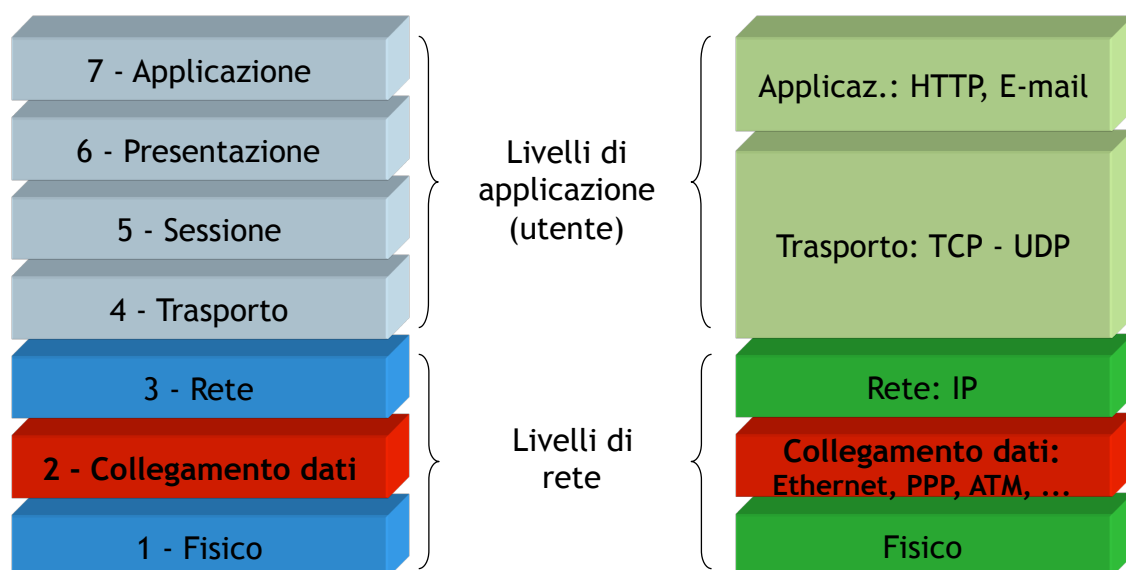 7 - Applicazione
6 - Presentazione
5 - Sessione
4 - Trasporto
3 - Rete
2 - Collegamento dati
1 - Fisico
Livelli di
applicazione
(utente)
Livelli di
rete
Applicaz.: HTTP, E-mail
Trasporto: TCP - UDP
Rete: IP
Collegamento dati:
Ethernet, PPP, ATM, ...
Fisico